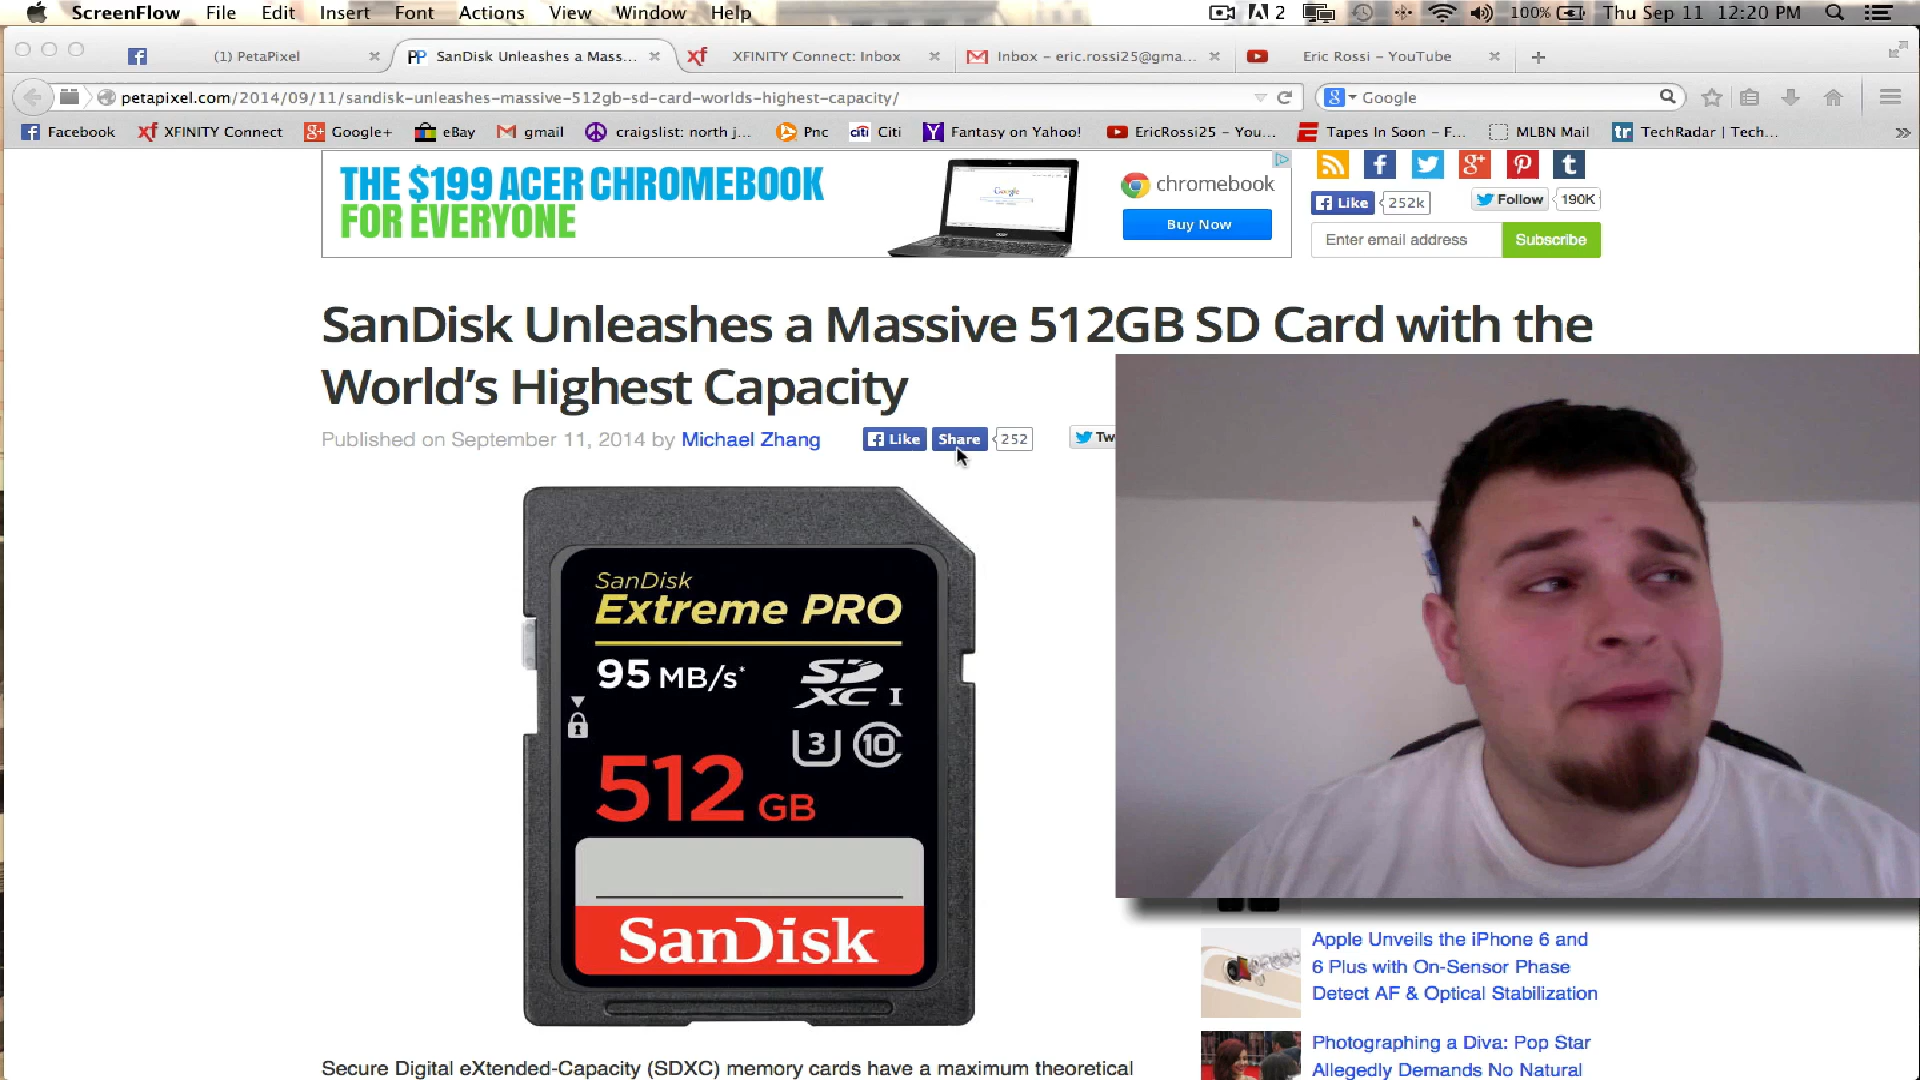 ScreenFlow File Edit Insert Font Actions View Window Help 2 100% Thu Sep 11 12:20 PM
(1) PetaPixel SanDisk Unleashes a Mass... XFINITY Connect: Inbox Inbox – eric.rossi25@gma... Eric Rossi – YouTube
petapixel.com/2014/09/11/sandisk-unleashes-massive-512gb-sd-card-worlds-highest-capacity/ Google
Facebook XFINITY Connect Google+ eBay gmail craigslist: north j... Pnc citi Citi Fantasy on Yahoo! EricRossi25 - You... Tapes In Soon – F... MLBN Mail tr TechRadar | Tech...
THE $199 ACER CHROMEBOOK
FOR EVERYONE
Google
chromebook
Buy Now
Like 252k Follow 190K
Enter email address Subscribe
SanDisk Unleashes a Massive 512GB SD Card with the
World's Highest Capacity
Published on September 11, 2014 by Michael Zhang Like Share 252 Tw
SanDisk
Extreme PRO
95 MB/s* SD XC I
3 10
512 GB
SanDisk
Secure Digital eXtended-Capacity (SDXC) memory cards have a maximum theoretical
Apple Unveils the iPhone 6 and
6 Plus with On-Sensor Phase
Detect AF & Optical Stabilization
Photographing a Diva: Pop Star
Allegedly Demands No Natural